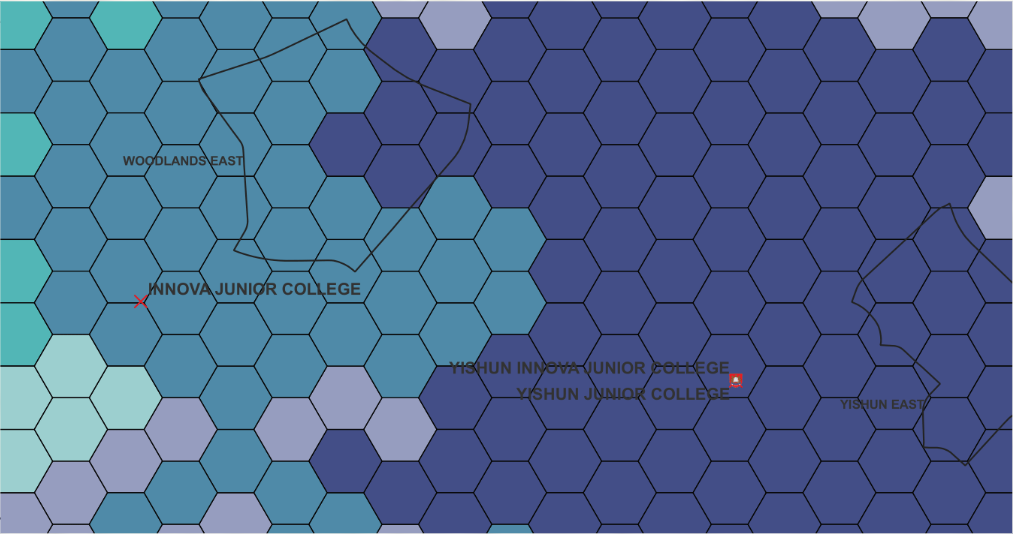 WOODLANDS EAST
INNOVA JUNIOR COLLEGE
YISHUN INNOVA JUNIOR COLLEGE
YISHUN JUNIOR COLLEGE
YISHUN EAST